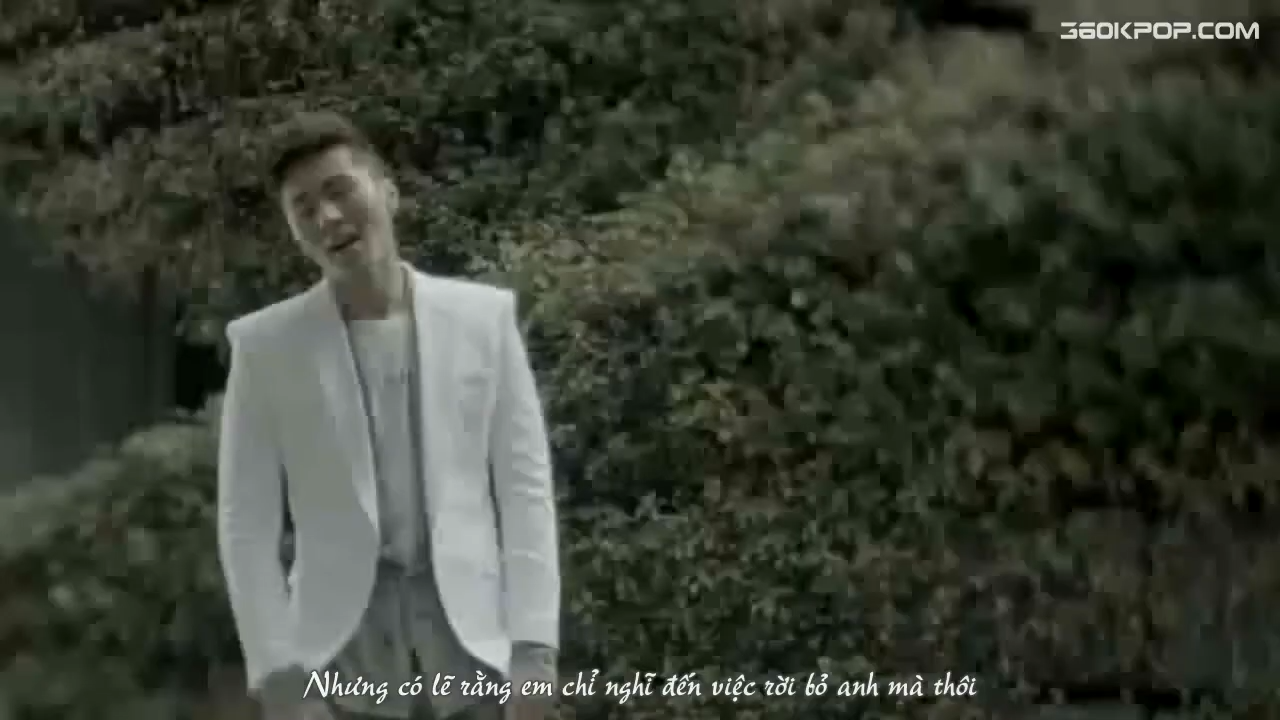 360KPOP.COM
Nhưng có lẽ rằng em chỉ nghĩ đến việc rời bỏ anh mà thôi